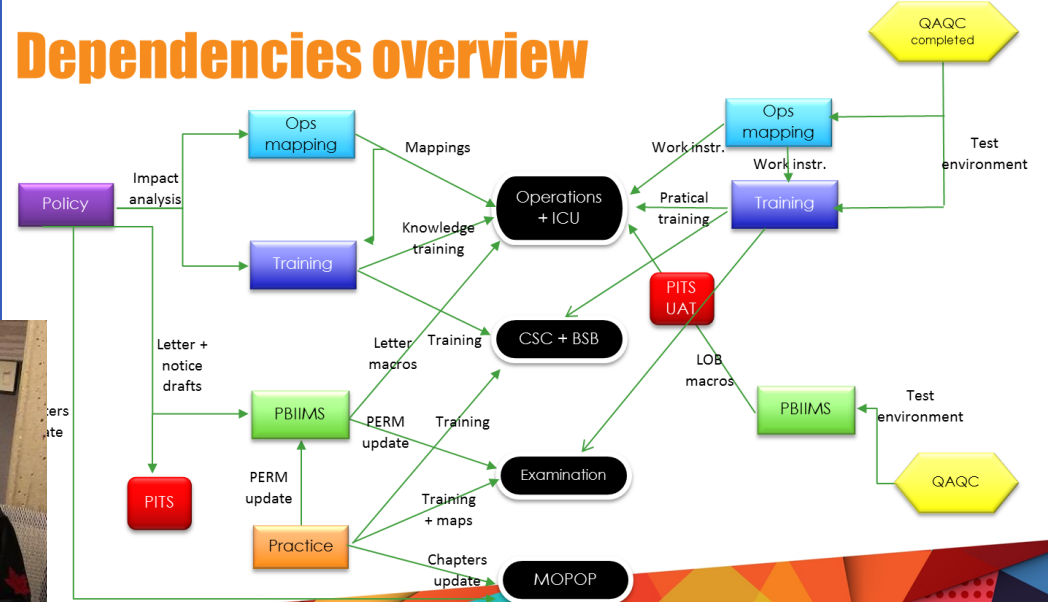 Dependencies overview
QAQC
completed
Ops
mapping
Mappings
Work instr.
Ops
mapping
Test
environment
Work instr.
Impact
analysis
Policy
Operations
+ ICU
Pratical
training
Training
Knowledge
training
Training
PITS
UAT
Letter +
notice
drafts
Letter
macros
Training
CSC + BSB
LOB
macros
PBIIMS
PERM
update
Training
PBIIMS
Test
environment
PERM
update
Examination
QAQC
PITS
Training
+ maps
Practice
Chapters
update
MOPOP